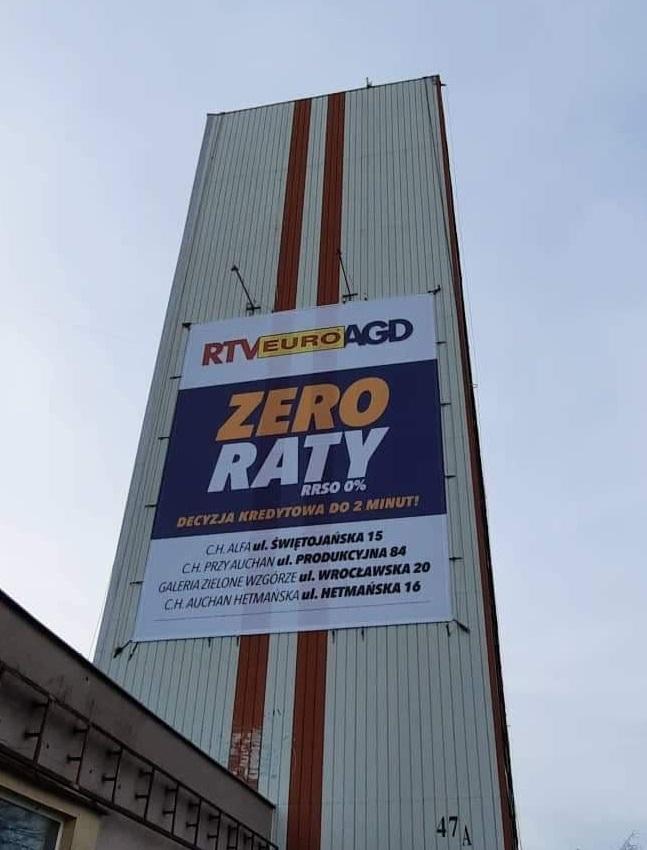 RTV EURO AGD
ZERO
RATY
RRSO 0%
DECYZJA KREDYTOWA DO 2 MINUT!
C.H. ALFA ul. ŚWIĘTOJAŃSKA 15
C.H. PRZY AUCHAN ul. PRODUKCYJNA 84
GALERIA ZIELONE WZGÓRZE ul. WROCŁAWSKA 20
C.H. AUCHAN HETMAŃSKA ul. HETMAŃSKA 16
47A